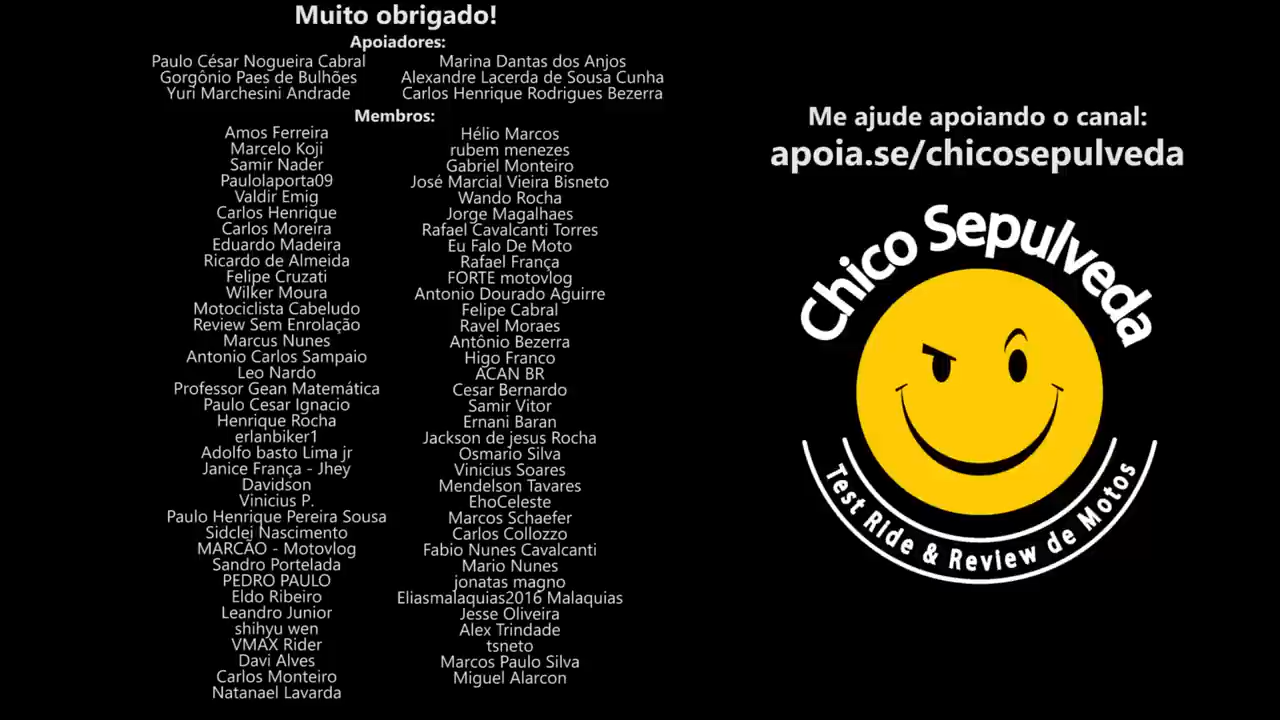 Muito obrigado!
Apoiadores:
Paulo César Nogueira Cabral
Gorgônio Paes de Bulhões
Yuri Marchesini Andrade
Marina Dantas dos Anjos
Alexandre Lacerda de Sousa Cunha
Carlos Henrique Rodrigues Bezerra
Membros:
Amos Ferreira
Marcelo Koji
Samir Nader
Paulolaporta09
Valdir Emig
Carlos Henrique
Carlos Moreira
Eduardo Madeira
Ricardo de Almeida
Felipe Cruzati
Wilker Moura
Motociclista Cabeludo
Review Sem Enrolação
Marcus Nunes
Antonio Carlos Sampaio
Leo Nardo
Professor Gean Matemática
Paulo Cesar Ignacio
Henrique Rocha
erlanbiker1
Adolfo basto Lima jr
Janice França - Jhey
Davidson
Vinicius P.
Paulo Henrique Pereira Sousa
Sidclei Nascimento
MARCÃO - Motovlog
Sandro Portelada
PEDRO PAULO
Eldo Ribeiro
Leandro Junior
shihyu wen
VMAX Rider
Davi Alves
Carlos Monteiro
Natanael Lavarda
Hélio Marcos
rubem menezes
Gabriel Monteiro
José Marcial Vieira Bisneto
Wando Rocha
Jorge Magalhaes
Rafael Cavalcanti Torres
Eu Falo De Moto
Rafael França
FORTE motovlog
Antonio Dourado Aguirre
Felipe Cabral
Ravel Moraes
Antônio Bezerra
Higo Franco
ACAN BR
Cesar Bernardo
Samir Vitor
Ernani Baran
Jackson de jesus Rocha
Osmario Silva
Vinicius Soares
Mendelson Tavares
EhoCeleste
Marcos Schaefer
Carlos Collozzo
Fabio Nunes Cavalcanti
Mario Nunes
jonatas magno
Eliasmalaquias2016 Malaquias
Jesse Oliveira
Alex Trindade
tsneto
Marcos Paulo Silva
Miguel Alarcon
Me ajude apoiando o canal:
apoia.se/chicosepulveda
Chico Sepulveda
Test Ride & Review de Motos